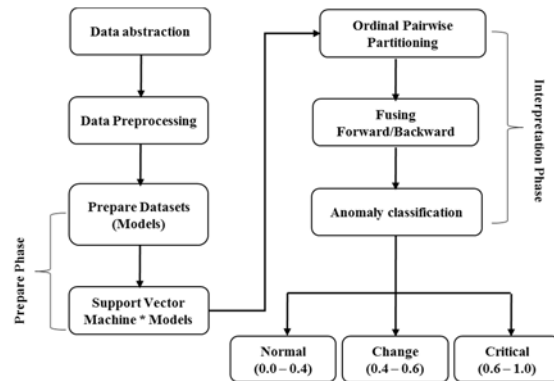 Data abstraction
Data Preprocessing
Prepare Datasets
(Models)
Support Vector
Machine * Models
Prepare Phase
Ordinal Pairwise
Partitioning
Fusing
Forward/Backward
Anomaly classification
Interpretation Phase
Normal
(0.0 – 0.4)
Change
(0.4 – 0.6)
Critical
(0.6 – 1.0)